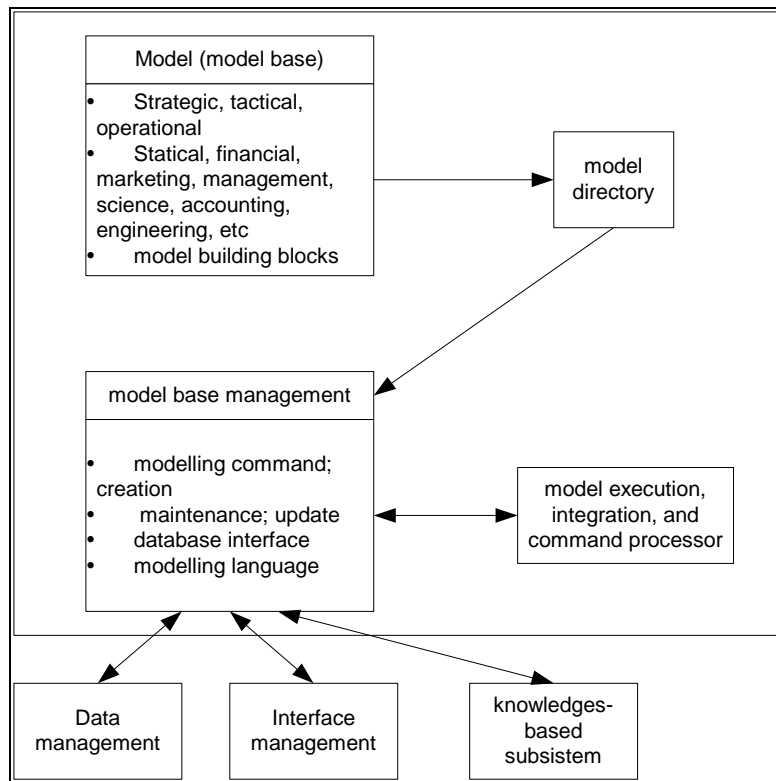 Model (model base)
• Strategic, tactical,
operational
• Statical, financial,
marketing, management,
science, accounting,
engineering, etc
• model building blocks
model
directory
model base management
• modelling command;
creation
• maintenance; update
• database interface
• modelling language
model execution,
integration, and
command processor
Data
management
Interface
management
knowledges-
based
subsistem